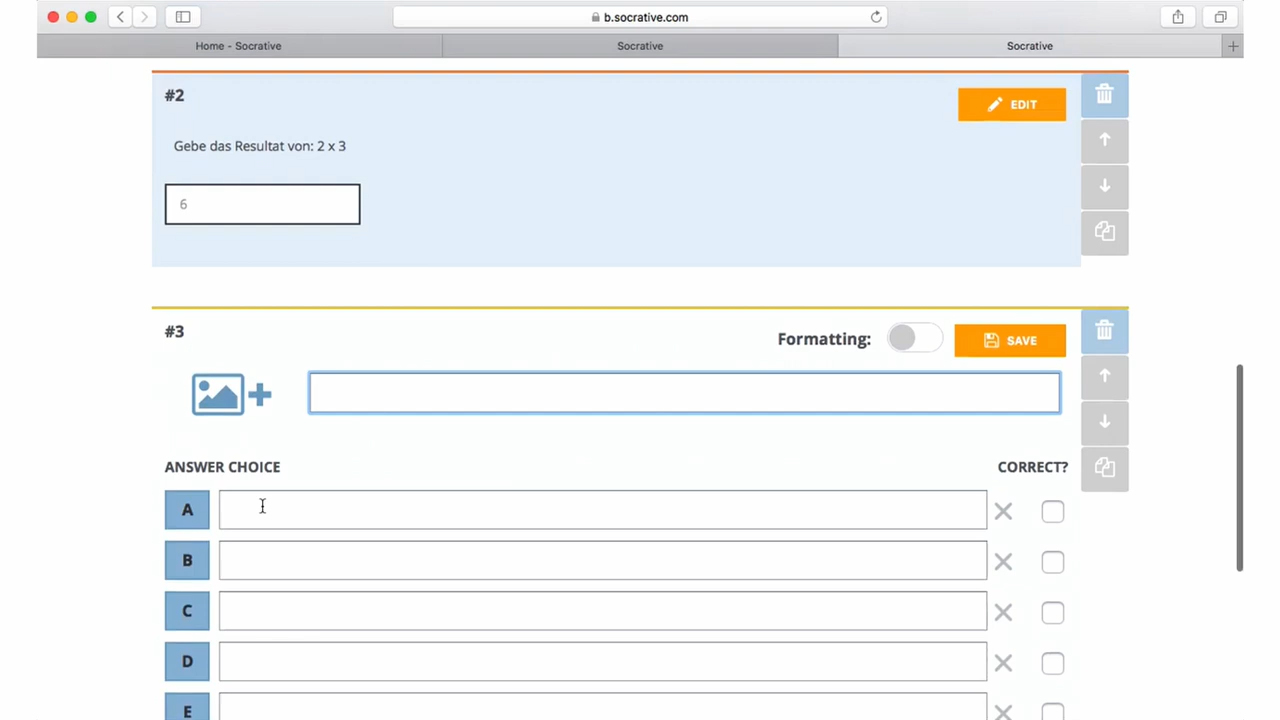 b.socrative.com
Home - Socrative
Socrative
Socrative
#2
EDIT
Gebe das Resultat von: 2 x 3
6
#3
Formatting:
SAVE
ANSWER CHOICE
CORRECT?
A
B
C
D
E